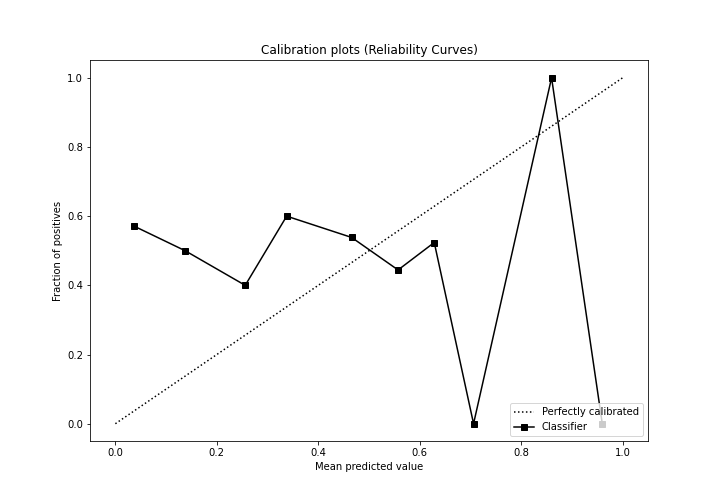 Calibration plots (Reliability Curves)
1.0
0.8
0.6
0.4
0.2
0.0
Fraction of positives
Perfectly calibrated
Classifier
0.0 0.2 0.4 0.6 0.8 1.0
Mean predicted value